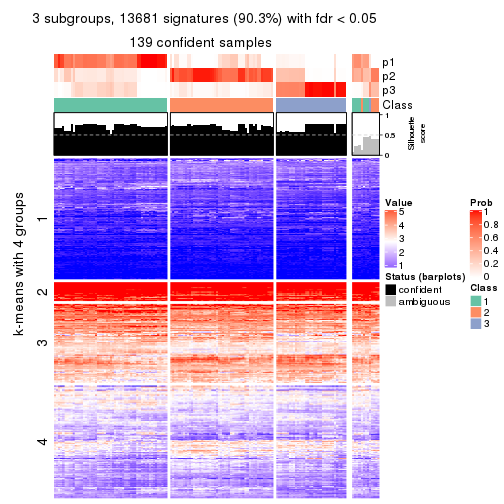 3 subgroups, 13681 signatures (90.3%) with fdr < 0.05
139 confident samples
p1
p2
p3
Class
1
0.5
0
Silhouette
score
k-means with 4 groups
1
2
3
4
Value
5
4
3
2
1
Status (barplots)
confident
ambiguous
Prob
1
0.8
0.6
0.4
0.2
0
Class
1
2
3